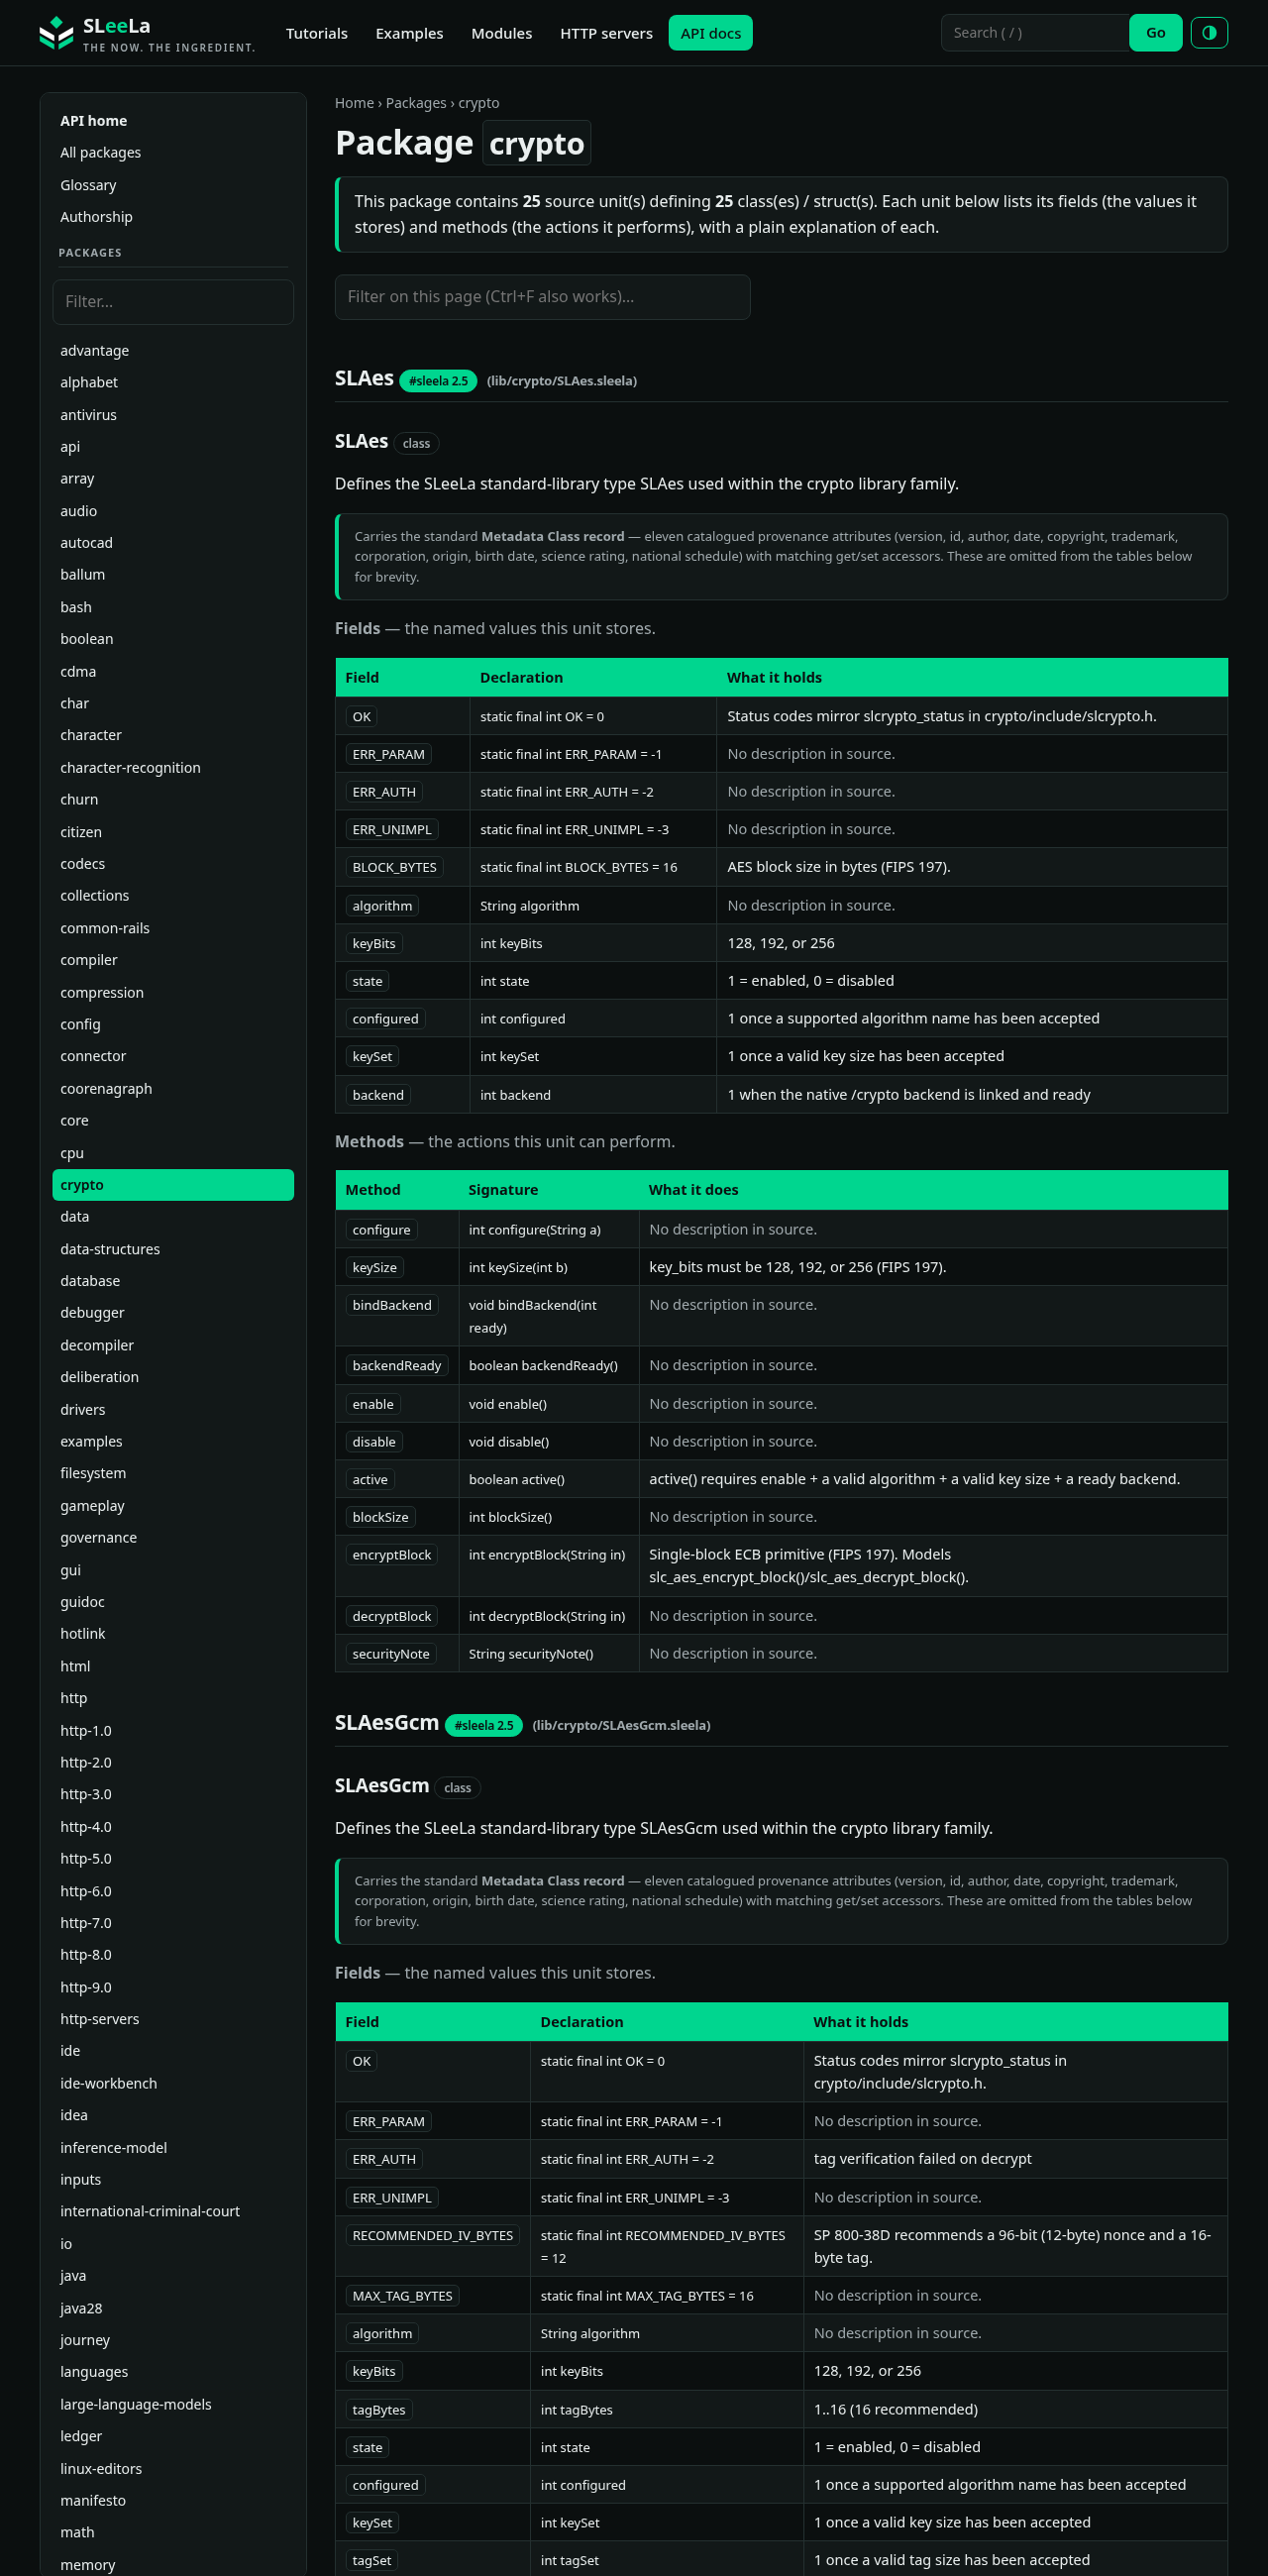 SLeeLa
THE NOW. THE INGREDIENT.
Tutorials
Examples
Modules
HTTP servers
API docs
Search ( / )
Go
API home
All packages
Glossary
Authorship
PACKAGES
Filter...
advantage
alphabet
antivirus
api
array
audio
autocad
ballum
bash
boolean
cdma
char
character
character-recognition
churn
citizen
codecs
collections
common-rails
compiler
compression
config
connector
coorenagraph
core
cpu
crypto
data
data-structures
database
debugger
decompiler
deliberation
drivers
examples
filesystem
gameplay
governance
gui
guidoc
hotlink
html
http
http-1.0
http-2.0
http-3.0
http-4.0
http-5.0
http-6.0
http-7.0
http-8.0
http-9.0
http-servers
ide
ide-workbench
idea
inference-model
inputs
international-criminal-court
io
java
java28
journey
languages
large-language-models
ledger
linux-editors
manifesto
math
memory
Home › Packages › crypto
Package crypto
This package contains 25 source unit(s) defining 25 class(es) / struct(s). Each unit below lists its fields (the values it
stores) and methods (the actions it performs), with a plain explanation of each.
Filter on this page (Ctrl+F also works)...
SLAes #sleela 2.5 (lib/crypto/SLAes.sleela)
SLAes class
Defines the SLeeLa standard-library type SLAes used within the crypto library family.
Carries the standard Metadata Class record — eleven catalogued provenance attributes (version, id, author, date, copyright, trademark,
corporation, origin, birth date, science rating, national schedule) with matching get/set accessors. These are omitted from the tables below
for brevity.
Fields — the named values this unit stores.
Field Declaration What it holds
OK static final int OK = 0 Status codes mirror slcrypto_status in crypto/include/slcrypto.h.
ERR_PARAM static final int ERR_PARAM = -1 No description in source.
ERR_AUTH static final int ERR_AUTH = -2 No description in source.
ERR_UNIMPL static final int ERR_UNIMPL = -3 No description in source.
BLOCK_BYTES static final int BLOCK_BYTES = 16 AES block size in bytes (FIPS 197).
algorithm String algorithm No description in source.
keyBits int keyBits 128, 192, or 256
state int state 1 = enabled, 0 = disabled
configured int configured 1 once a supported algorithm name has been accepted
keySet int keySet 1 once a valid key size has been accepted
backend int backend 1 when the native /crypto backend is linked and ready
Methods — the actions this unit can perform.
Method Signature What it does
configure int configure(String a) No description in source.
keySize int keySize(int b) key_bits must be 128, 192, or 256 (FIPS 197).
bindBackend void bindBackend(int No description in source.
ready)
backendReady boolean backendReady() No description in source.
enable void enable() No description in source.
disable void disable() No description in source.
active boolean active() active() requires enable + a valid algorithm + a valid key size + a ready backend.
blockSize int blockSize() No description in source.
encryptBlock int encryptBlock(String in) Single-block ECB primitive (FIPS 197). Models
slc_aes_encrypt_block()/slc_aes_decrypt_block().
decryptBlock int decryptBlock(String in) No description in source.
securityNote String securityNote() No description in source.
SLAesGcm #sleela 2.5 (lib/crypto/SLAesGcm.sleela)
SLAesGcm class
Defines the SLeeLa standard-library type SLAesGcm used within the crypto library family.
Carries the standard Metadata Class record — eleven catalogued provenance attributes (version, id, author, date, copyright, trademark,
corporation, origin, birth date, science rating, national schedule) with matching get/set accessors. These are omitted from the tables below
for brevity.
Fields — the named values this unit stores.
Field Declaration What it holds
OK static final int OK = 0 Status codes mirror slcrypto_status in
crypto/include/slcrypto.h.
ERR_PARAM static final int ERR_PARAM = -1 No description in source.
ERR_AUTH static final int ERR_AUTH = -2 tag verification failed on decrypt
ERR_UNIMPL static final int ERR_UNIMPL = -3 No description in source.
RECOMMENDED_IV_BYTES static final int RECOMMENDED_IV_BYTES SP 800-38D recommends a 96-bit (12-byte) nonce and a 16-
= 12 byte tag.
MAX_TAG_BYTES static final int MAX_TAG_BYTES = 16 No description in source.
algorithm String algorithm No description in source.
keyBits int keyBits 128, 192, or 256
tagBytes int tagBytes 1..16 (16 recommended)
state int state 1 = enabled, 0 = disabled
configured int configured 1 once a supported algorithm name has been accepted
keySet int keySet 1 once a valid key size has been accepted
tagSet int tagSet 1 once a valid tag size has been accepted